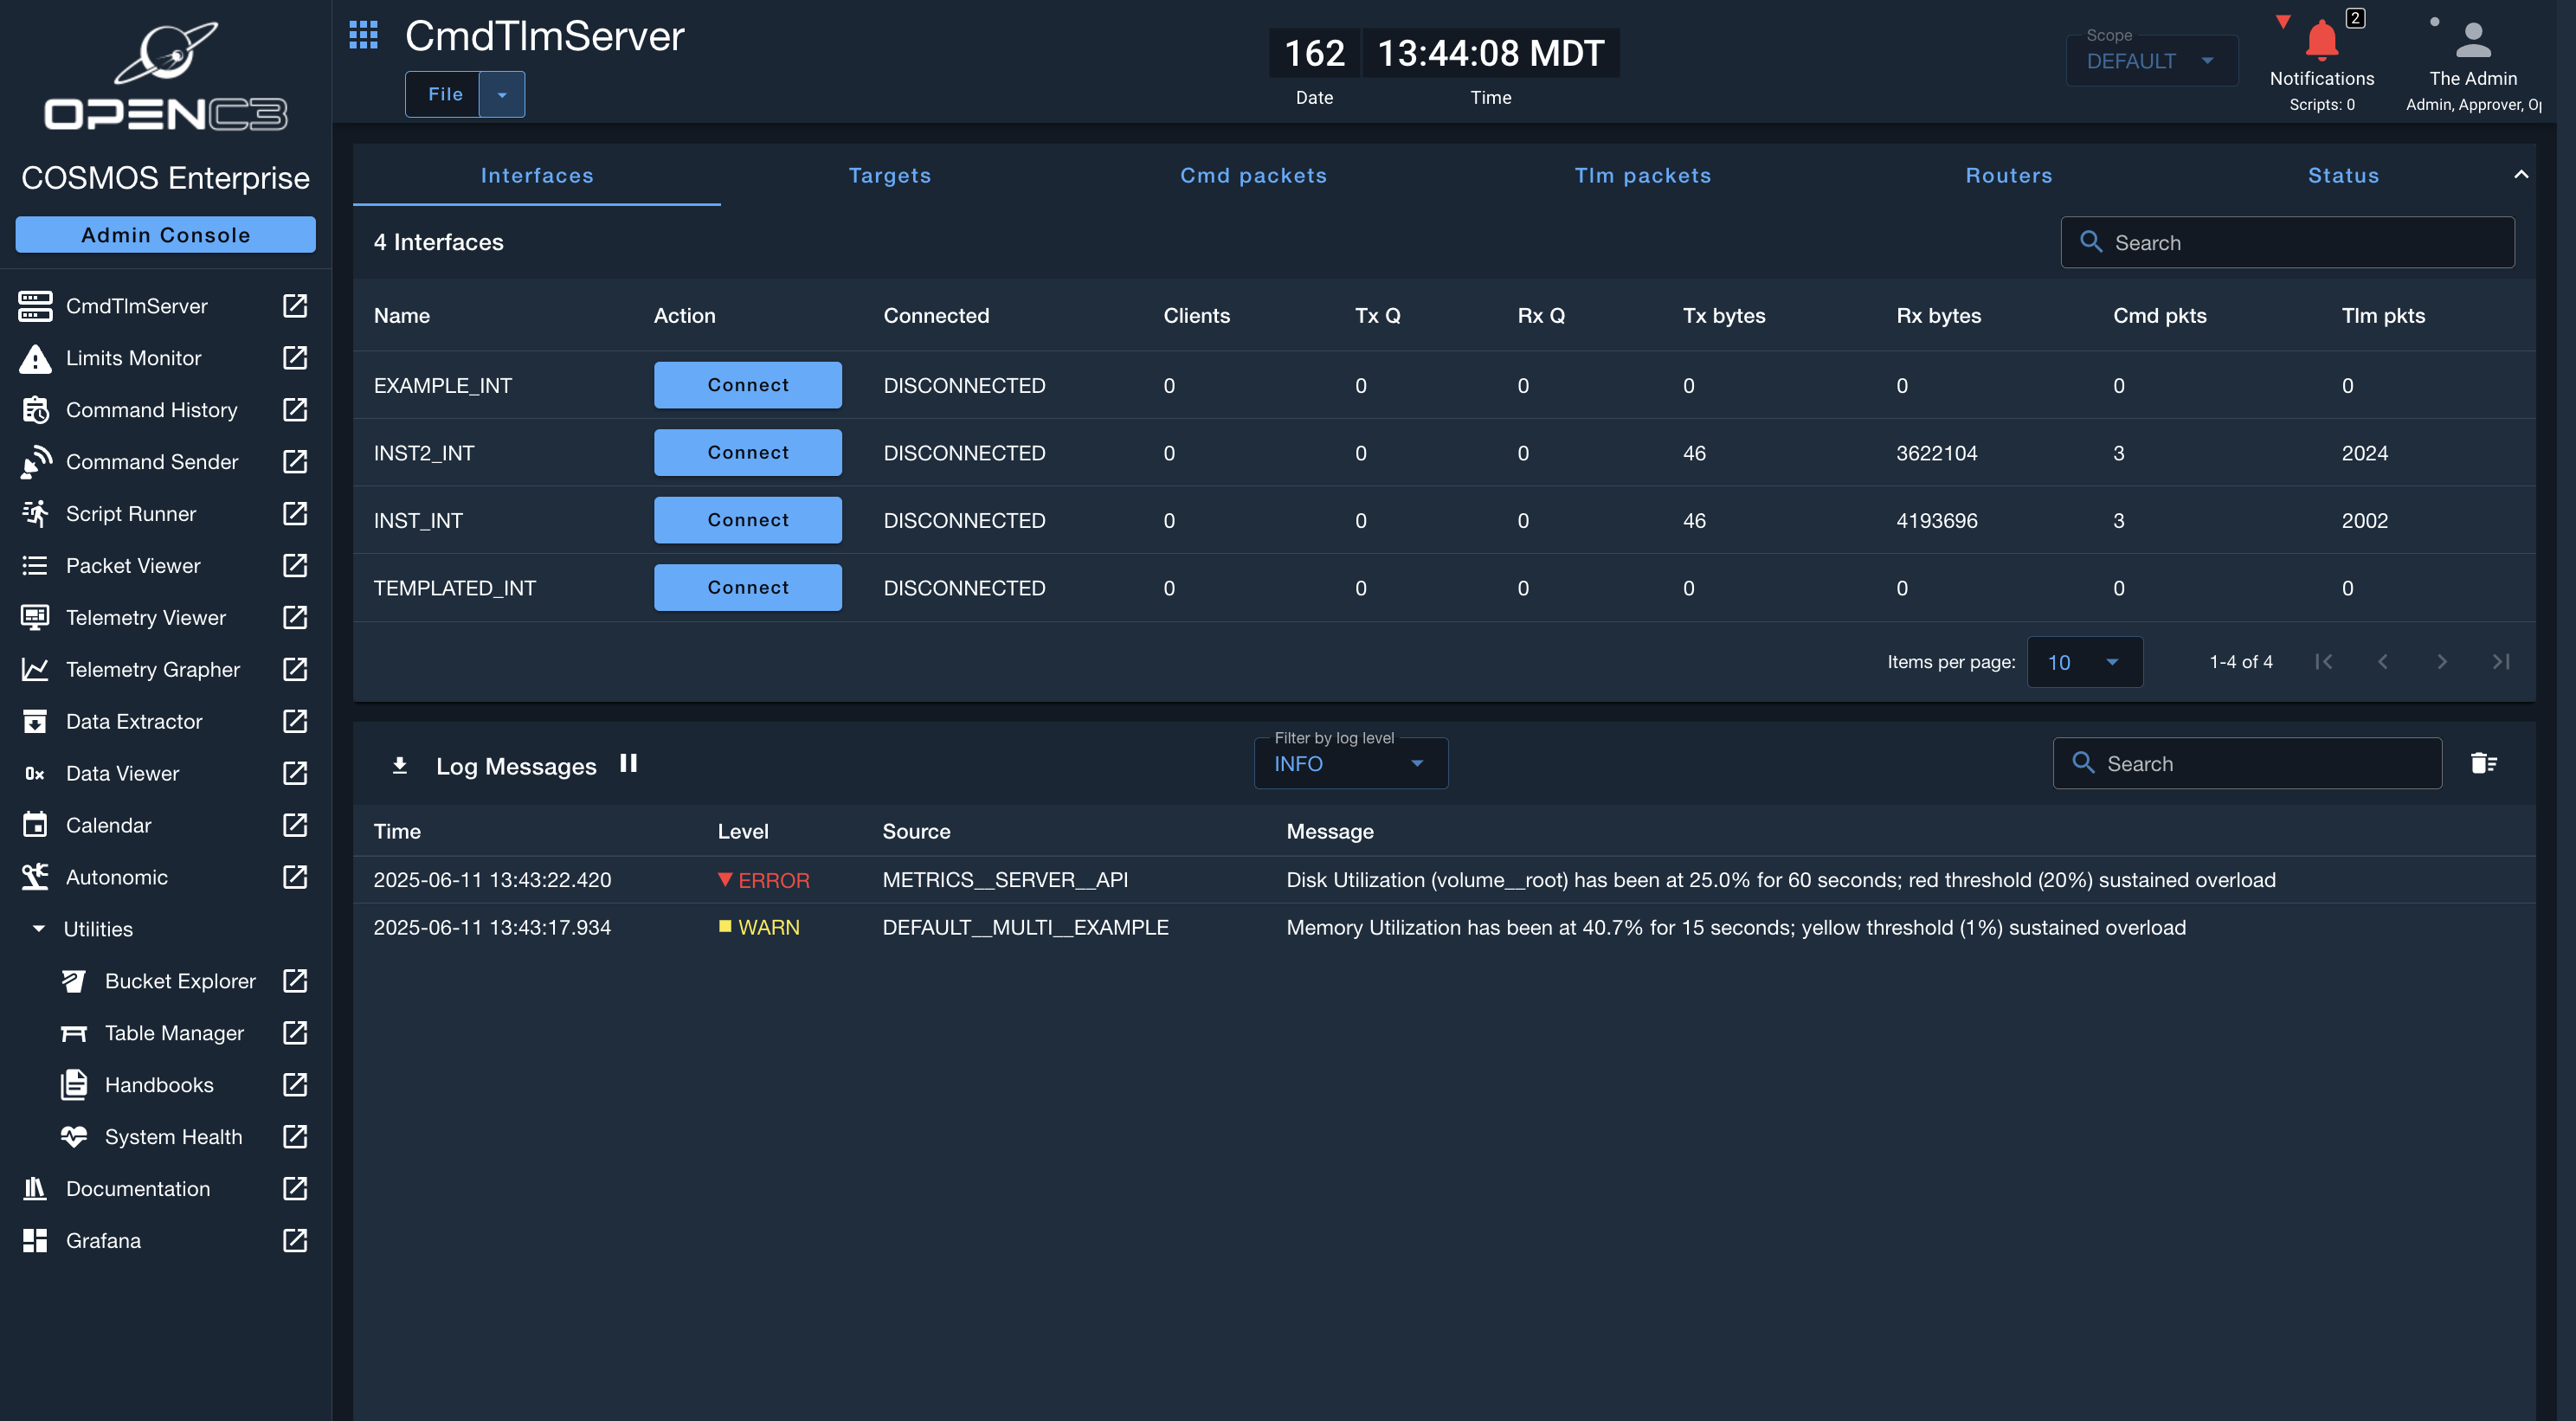 OPENC3
COSMOS Enterprise
Admin Console
CmdTlmServer
Limits Monitor
Command History
Command Sender
Script Runner
Packet Viewer
Telemetry Viewer
Telemetry Grapher
Data Extractor
0x Data Viewer
Calendar
Autonomic
Utilities
Bucket Explorer
Table Manager
Handbooks
System Health
Documentation
Grafana
CmdTlmServer
File
162 13:44:08 MDT
Date Time
Scope
DEFAULT
2
Notifications
Scripts: 0
The Admin
Admin, Approver, Op
Interfaces Targets Cmd packets Tlm packets Routers Status
4 Interfaces
Search
Name Action Connected Clients Tx Q Rx Q Tx bytes Rx bytes Cmd pkts Tlm pkts
EXAMPLE_INT Connect DISCONNECTED 0 0 0 0 0 0 0
INST2_INT Connect DISCONNECTED 0 0 0 46 3622104 3 2024
INST_INT Connect DISCONNECTED 0 0 0 46 4193696 3 2002
TEMPLATED_INT Connect DISCONNECTED 0 0 0 0 0 0 0
Items per page: 10 1-4 of 4
Log Messages
Filter by log level
INFO
Search
Time Level Source Message
2025-06-11 13:43:22.420 ERROR METRICS__SERVER__API Disk Utilization (volume__root) has been at 25.0% for 60 seconds; red threshold (20%) sustained overload
2025-06-11 13:43:17.934 WARN DEFAULT__MULTI__EXAMPLE Memory Utilization has been at 40.7% for 15 seconds; yellow threshold (1%) sustained overload